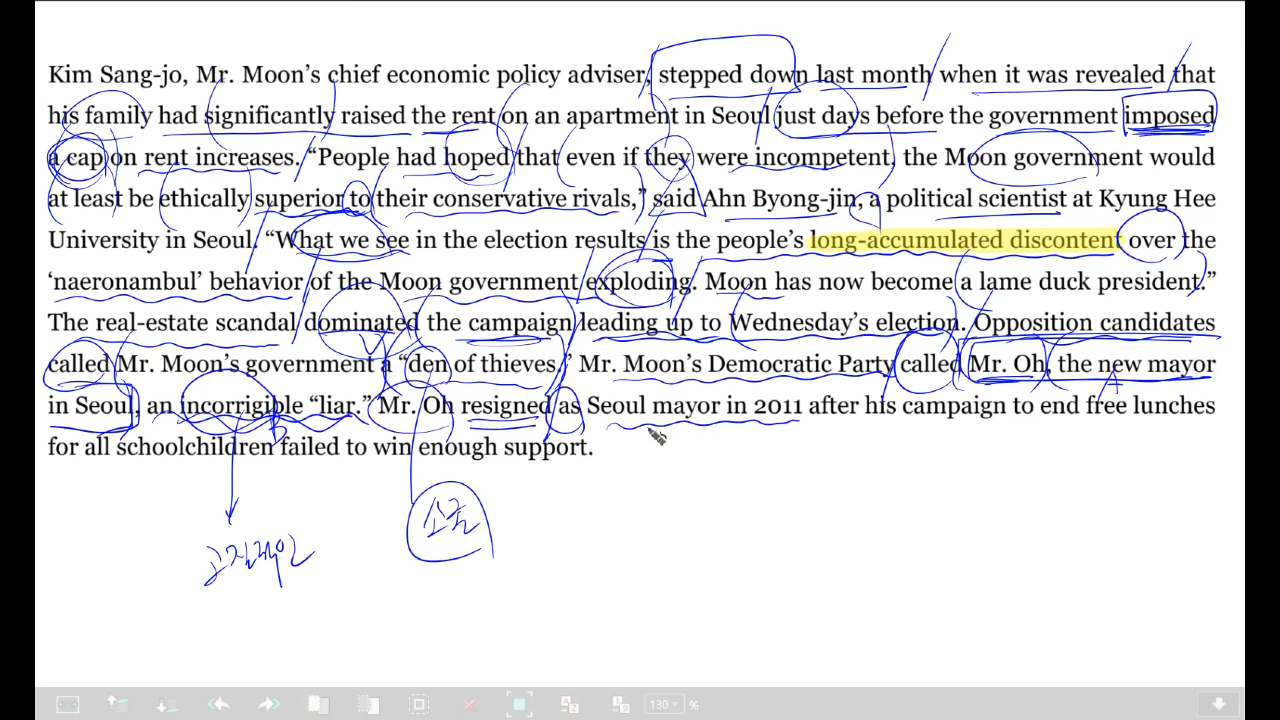 Kim Sang-jo, Mr. Moon’s chief economic policy adviser, stepped down last month when it was revealed that
his family had significantly raised the rent on an apartment in Seoul just days before the government imposed
a cap on rent increases. “People had hoped that even if they were incompetent, the Moon government would
at least be ethically superior to their conservative rivals,” said Ahn Byong-jin, a political scientist at Kyung Hee
University in Seoul. “What we see in the election results is the people’s long-accumulated discontent over the
‘naeronambul’ behavior of the Moon government exploding. Moon has now become a lame duck president.”
The real-estate scandal dominated the campaign leading up to Wednesday’s election. Opposition candidates
called Mr. Moon’s government a “den of thieves.” Mr. Moon’s Democratic Party called Mr. Oh, the new mayor
in Seoul, an incorrigible “liar.” Mr. Oh resigned as Seoul mayor in 2011 after his campaign to end free lunches
for all schoolchildren failed to win enough support.
소굴
130 %